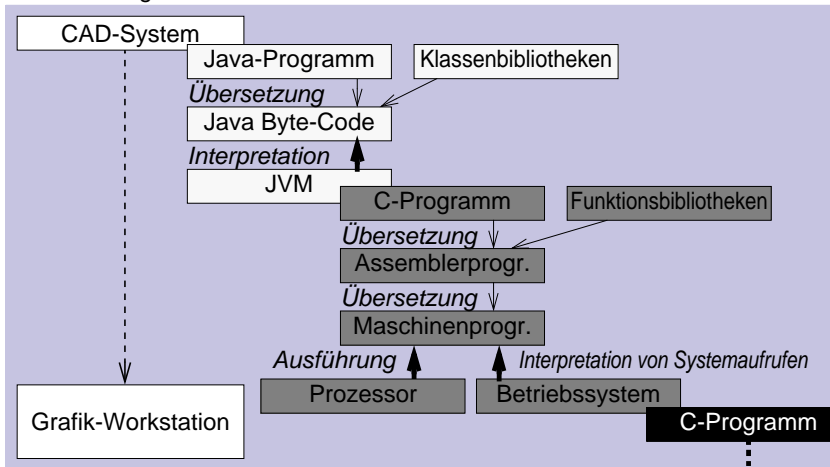 CAD-System
Java-Programm
Klassenbibliotheken
Übersetzung
Java Byte-Code
Interpretation
JVM
C-Programm
Funktionsbibliotheken
Übersetzung
Assemblerprogr.
Übersetzung
Maschinenprogr.
Ausführung
Interpretation von Systemaufrufen
Prozessor
Betriebssystem
Grafik-Workstation
C-Programm